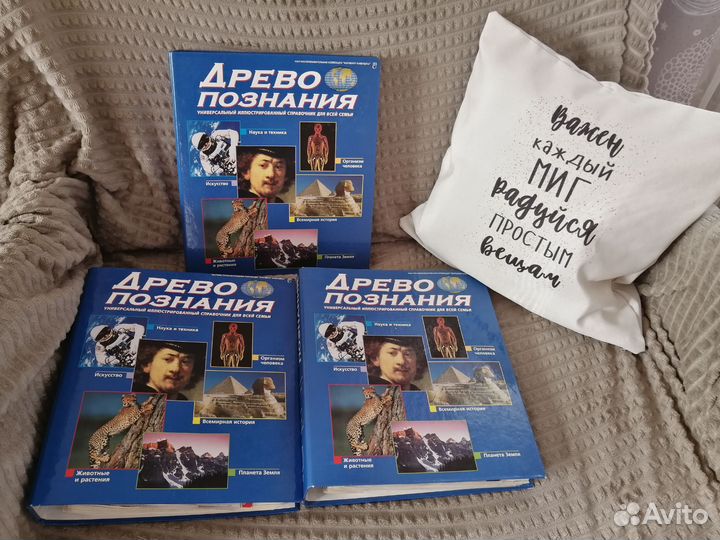 ДРЕВО
ПОЗНАНИЯ
УНИВЕРСАЛЬНЫЙ ИЛЛЮСТРИРОВАННЫЙ СПРАВОЧНИК ДЛЯ ВСЕЙ СЕМЬИ
Наука и техника
Организм
человека
Искусство
Всемирная история
Животные
и растения
Планета Земля
Важен
каждый
МИГ
радуйся
ПРОСТЫМ
вещам
ДРЕВО
ПОЗНАНИЯ
УНИВЕРСАЛЬНЫЙ ИЛЛЮСТРИРОВАННЫЙ СПРАВОЧНИК ДЛЯ ВСЕЙ СЕМЬИ
Наука и техника
Организм
человека
Искусство
Всемирная история
Животные
и растения
Планета Земля
ДРЕВО
ПОЗНАНИЯ
УНИВЕРСАЛЬНЫЙ ИЛЛЮСТРИРОВАННЫЙ СПРАВОЧНИК ДЛЯ ВСЕЙ СЕМЬИ
Наука и техника
Организм
человека
Искусство
Всемирная история
Животные
и растения
Планета Земля
Avito